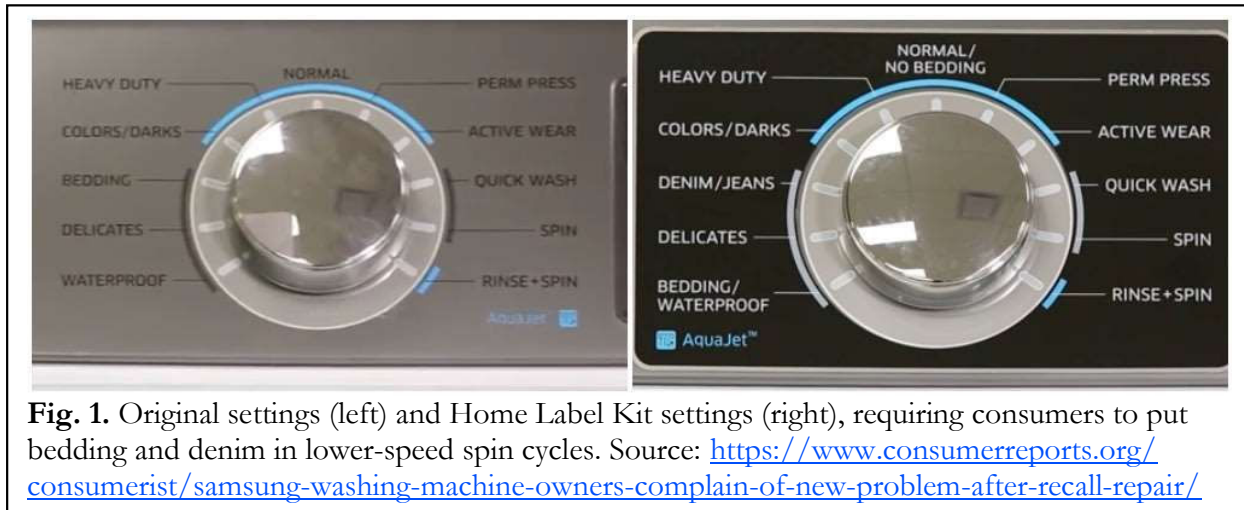 NORMAL
HEAVY DUTY
PERM PRESS
COLORS/DARKS
ACTIVE WEAR
BEDDING
QUICK WASH
DELICATES
SPIN
WATERPROOF
RINSE+SPIN
AquaJet
NORMAL/
NO BEDDING
HEAVY DUTY
PERM PRESS
COLORS/DARKS
ACTIVE WEAR
DENIM/JEANS
QUICK WASH
DELICATES
SPIN
BEDDING/
WATERPROOF
RINSE+SPIN
AquaJet™
Fig. 1. Original settings (left) and Home Label Kit settings (right), requiring consumers to put
bedding and denim in lower-speed spin cycles. Source: https://www.consumerreports.org/
consumerist/samsung-washing-machine-owners-complain-of-new-problem-after-recall-repair/